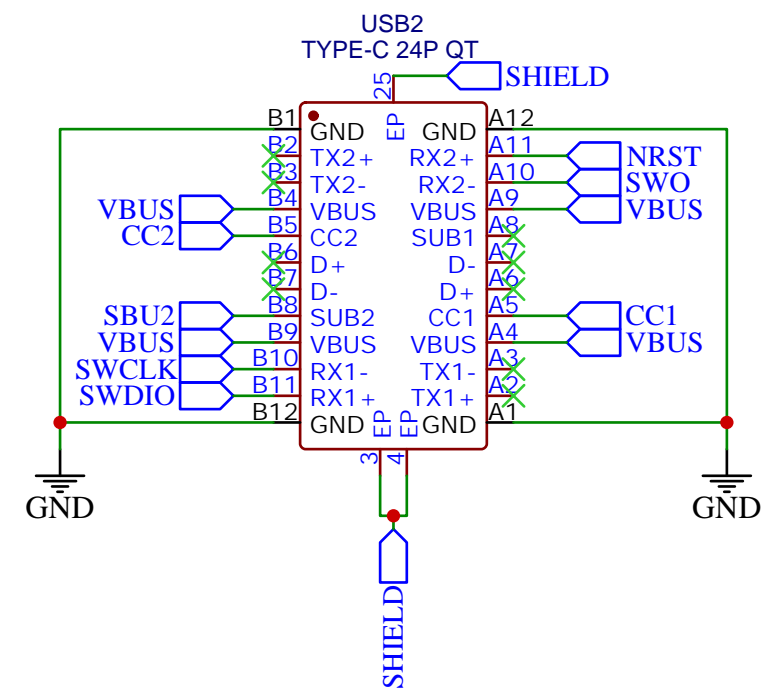 USB2
TYPE-C 24P QT
25
SHIELD
EP
B1 GND GND A12
B2 TX2+ RX2+ A11 NRST
B3 TX2- RX2- A10 SWO
VBUS B4 VBUS VBUS A9 VBUS
CC2 B5 CC2 SUB1 A8
B6 D+ D- A7
B7 D- D+ A6
SBU2 B8 SUB2 CC1 A5 CC1
VBUS B9 VBUS VBUS A4 VBUS
SWCLK B10 RX1- TX1- A3
SWDIO B11 RX1+ TX1+ A2
B12 GND EP EP GND A1
3 4
GND GND
SHIELD